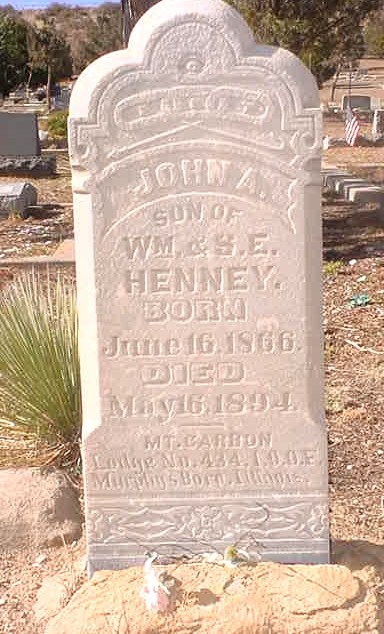 JOHN A.
SON OF
WM. & S. E.
HENNEY.
BORN
June 16, 1866.
DIED
May 16, 1894
MT. CARBON
Lodge No. 434, I.O.O.F.
Murphysboro, Illinois.